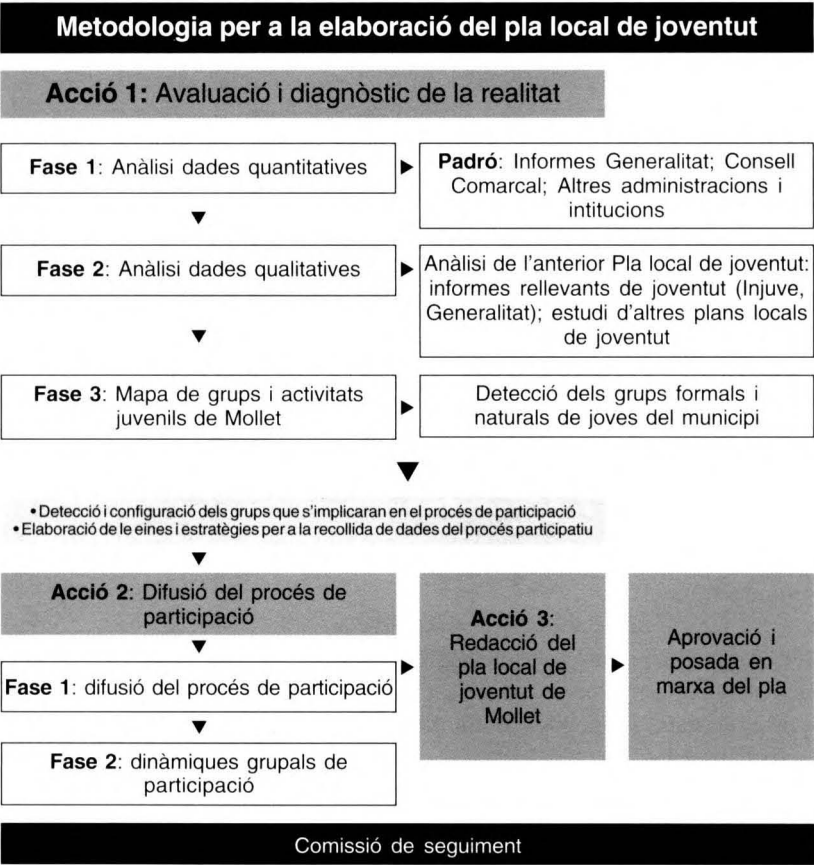 Metodologia per a la elaboració del pla local de joventut
Acció 1: Avaluació i diagnòstic de la realitat
Fase 1: Anàlisi dades quantitatives
Padró: Informes Generalitat; Consell
Comarcal; Altres administracions i
intitucions
Fase 2: Anàlisi dades qualitatives
Anàlisi de l'anterior Pla local de joventut:
informes rellevants de joventut (Injuve,
Generalitat); estudi d'altres plans locals
de joventut
Fase 3: Mapa de grups i activitats
juvenils de Mollet
Detecció dels grups formals i
naturals de joves del municipi
• Detecció i configuració dels grups que s'implicaran en el procés de participació
• Elaboració de le eines i estratègies per a la recollida de dades del procés participatiu
Acció 2: Difusió del procés de
participació
Fase 1: difusió del procés de participació
Fase 2: dinàmiques grupals de
participació
Acció 3:
Redacció del
pla local de
joventut de
Mollet
Aprovació i
posada en
marxa del pla
Comissió de seguiment